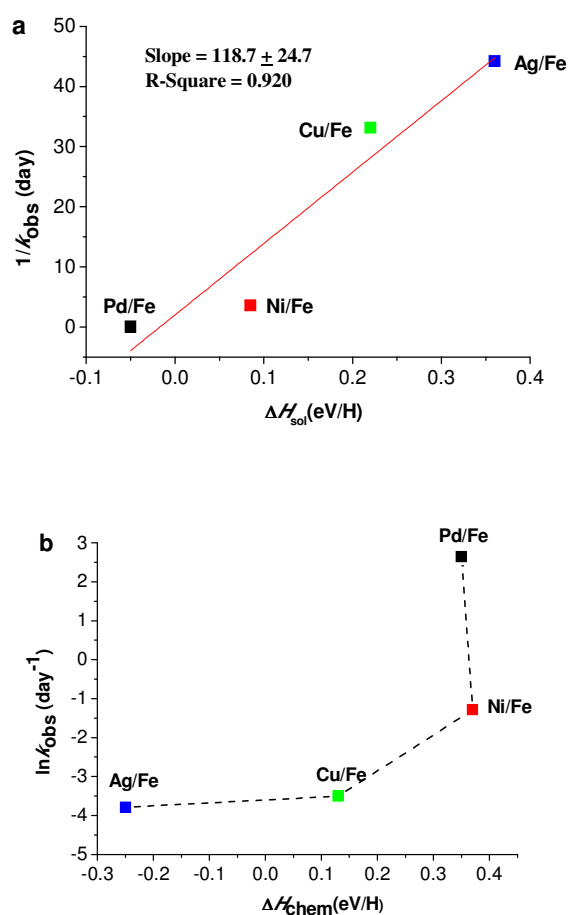 a
Slope = 118.7 ± 24.7
R-Square = 0.920
Ag/Fe
Cu/Fe
Pd/Fe
Ni/Fe
1/kobs (day)
50
40
30
20
10
0
-0.1 0.0 0.1 0.2 0.3 0.4
ΔHsol(eV/H)
b
Pd/Fe
Ni/Fe
Cu/Fe
Ag/Fe
lnkobs (day-1)
3
2
1
0
-1
-2
-3
-4
-5
-0.3 -0.2 -0.1 0.0 0.1 0.2 0.3 0.4
ΔHchem(eV/H)